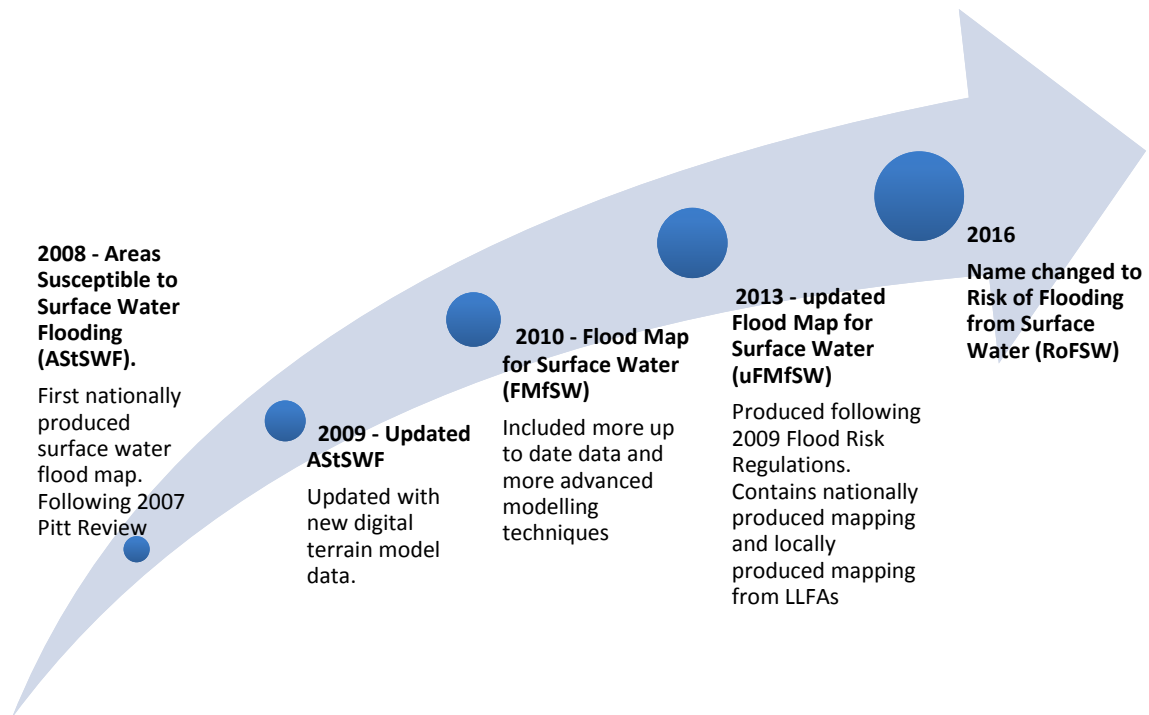 2008 - Areas
Susceptible to
Surface Water
Flooding
(AStSWF).
First nationally
produced
surface water
flood map.
Following 2007
Pitt Review
2009 - Updated
AStSWF
Updated with
new digital
terrain model
data.
2010 - Flood Map
for Surface Water
(FMfSW)
Included more up
to date data and
more advanced
modelling
techniques
2013 - updated
Flood Map for
Surface Water
(uFMfSW)
Produced following
2009 Flood Risk
Regulations.
Contains nationally
produced mapping
and locally
produced mapping
from LLFAs
2016
Name changed to
Risk of Flooding
from Surface
Water (RoFSW)